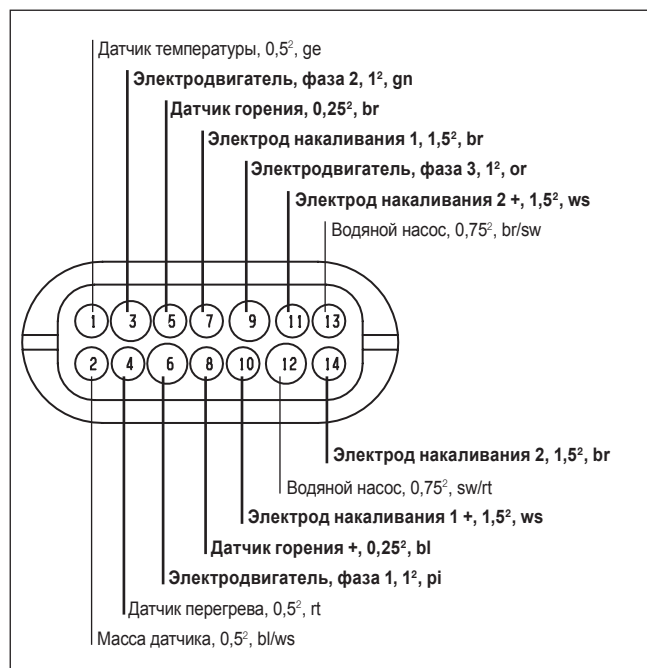 Датчик температуры, 0,5², ge
Электродвигатель, фаза 2, 1², gn
Датчик горения, 0,25², br
Электрод накаливания 1, 1,5², br
Электродвигатель, фаза 3, 1², or
Электрод накаливания 2 +, 1,5², ws
Водяной насос, 0,75², br/sw
1 3 5 7 9 11 13
2 4 6 8 10 12 14
Электрод накаливания 2, 1,5², br
Водяной насос, 0,75², sw/rt
Электрод накаливания 1 +, 1,5², ws
Датчик горения +, 0,25², bl
Электродвигатель, фаза 1, 1², pi
Датчик перегрева, 0,5², rt
Масса датчика, 0,5², bl/ws